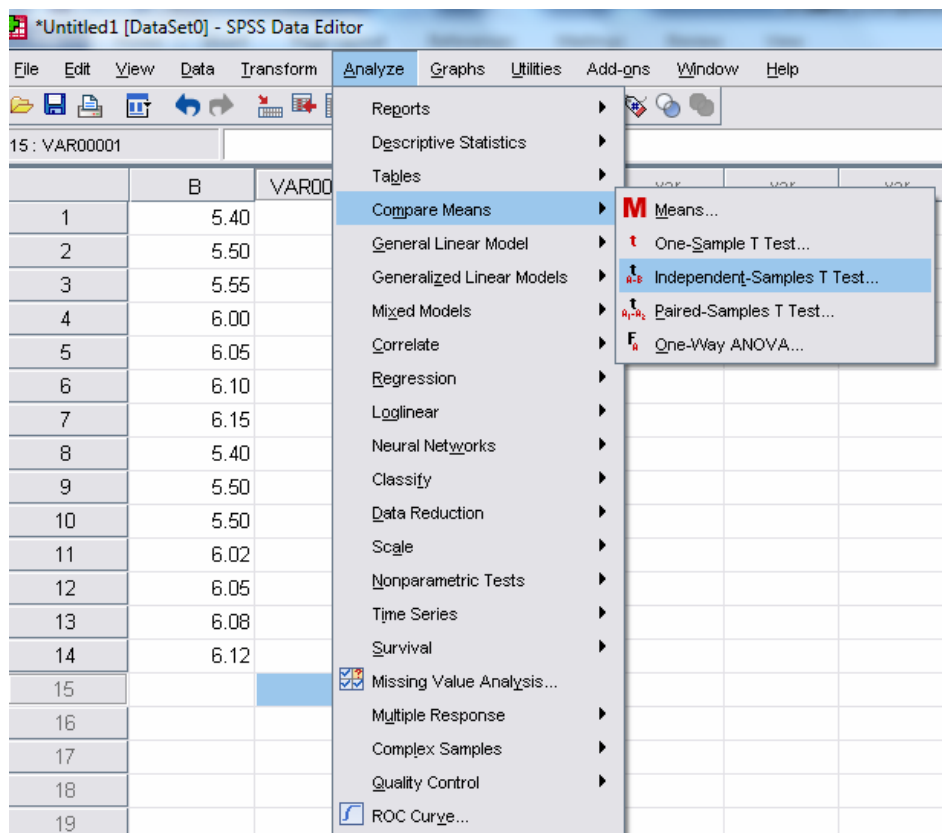 *Untitled1 [DataSet0] - SPSS Data Editor
File Edit View Data Transform Analyze Graphs Utilities Add-ons Window Help
15 : VAR00001
B VAR00
1 5.40
2 5.50
3 5.55
4 6.00
5 6.05
6 6.10
7 6.15
8 5.40
9 5.50
10 5.50
11 6.02
12 6.05
13 6.08
14 6.12
15
16
17
18
19
Reports
Descriptive Statistics
Tables
Compare Means
General Linear Model
Generalized Linear Models
Mixed Models
Correlate
Regression
Loglinear
Neural Networks
Classify
Data Reduction
Scale
Nonparametric Tests
Time Series
Survival
Missing Value Analysis...
Multiple Response
Complex Samples
Quality Control
ROC Curve...
var var var
M Means...
t One-Sample T Test...
t A-B Independent-Samples T Test...
t A1-A2 Paired-Samples T Test...
F A One-Way ANOVA...